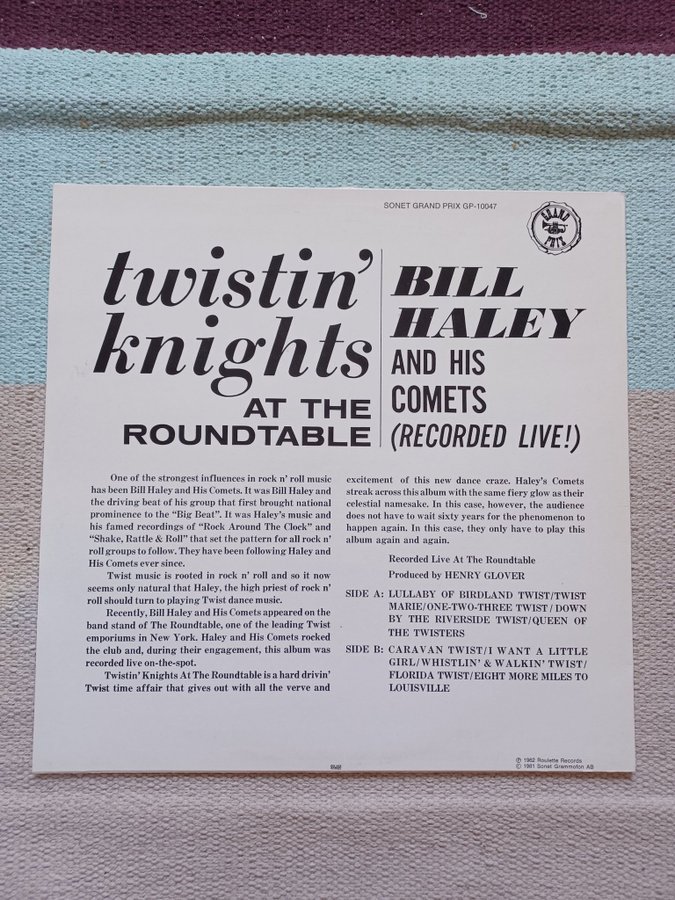 SONET GRAND PRIX GP-10047
GRAND
PRIX
twistin'
knights
AT THE
ROUNDTABLE
BILL
HALEY
AND HIS
COMETS
(RECORDED LIVE!)
One of the strongest influences in rock n' roll music
has been Bill Haley and His Comets. It was Bill Haley and
the driving beat of his group that first brought national
prominence to the "Big Beat". It was Haley's music and
his famed recordings of "Rock Around The Clock" and
"Shake, Rattle & Roll" that set the pattern for all rock n'
roll groups to follow. They have been following Haley and
His Comets ever since.
Twist music is rooted in rock n' roll and so it now
seems only natural that Haley, the high priest of rock n'
roll should turn to playing Twist dance music.
Recently, Bill Haley and His Comets appeared on the
band stand of The Roundtable, one of the leading Twist
emporiums in New York. Haley and His Comets rocked
the club and, during their engagement, this album was
recorded live on-the-spot.
Twistin' Knights At The Roundtable is a hard drivin'
Twist time affair that gives out with all the verve and
excitement of this new dance craze. Haley's Comets
streak across this album with the same fiery glow as their
celestial namesake. In this case, however, the audience
does not have to wait sixty years for the phenomenon to
happen again. In this case, they only have to play this
album again and again.
Recorded Live At The Roundtable
Produced by HENRY GLOVER
SIDE A: LULLABY OF BIRDLAND TWIST/TWIST
MARIE/ONE-TWO-THREE TWIST/DOWN
BY THE RIVERSIDE TWIST/QUEEN OF
THE TWISTERS
SIDE B: CARAVAN TWIST/I WANT A LITTLE
GIRL/WHISTLIN' & WALKIN' TWIST/
FLORIDA TWIST/EIGHT MORE MILES TO
LOUISVILLE
℗ 1962 Roulette Records
© 1981 Sonet Grammofon AB